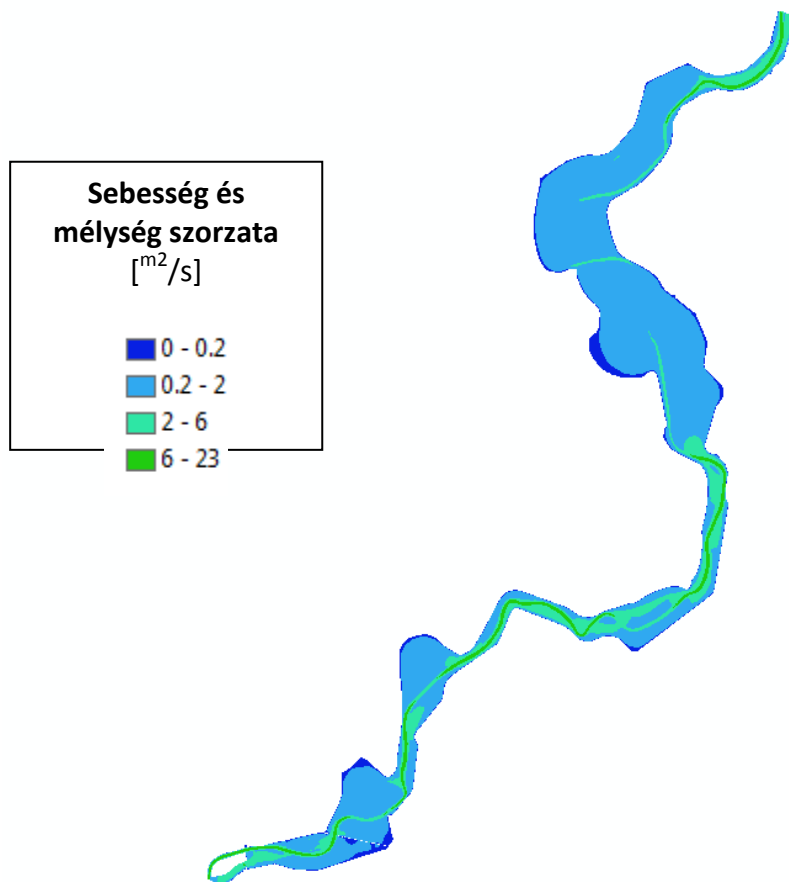 Sebesség és
mélység szorzata
[m2/s]
0 - 0.2
0.2 - 2
2 - 6
6 - 23